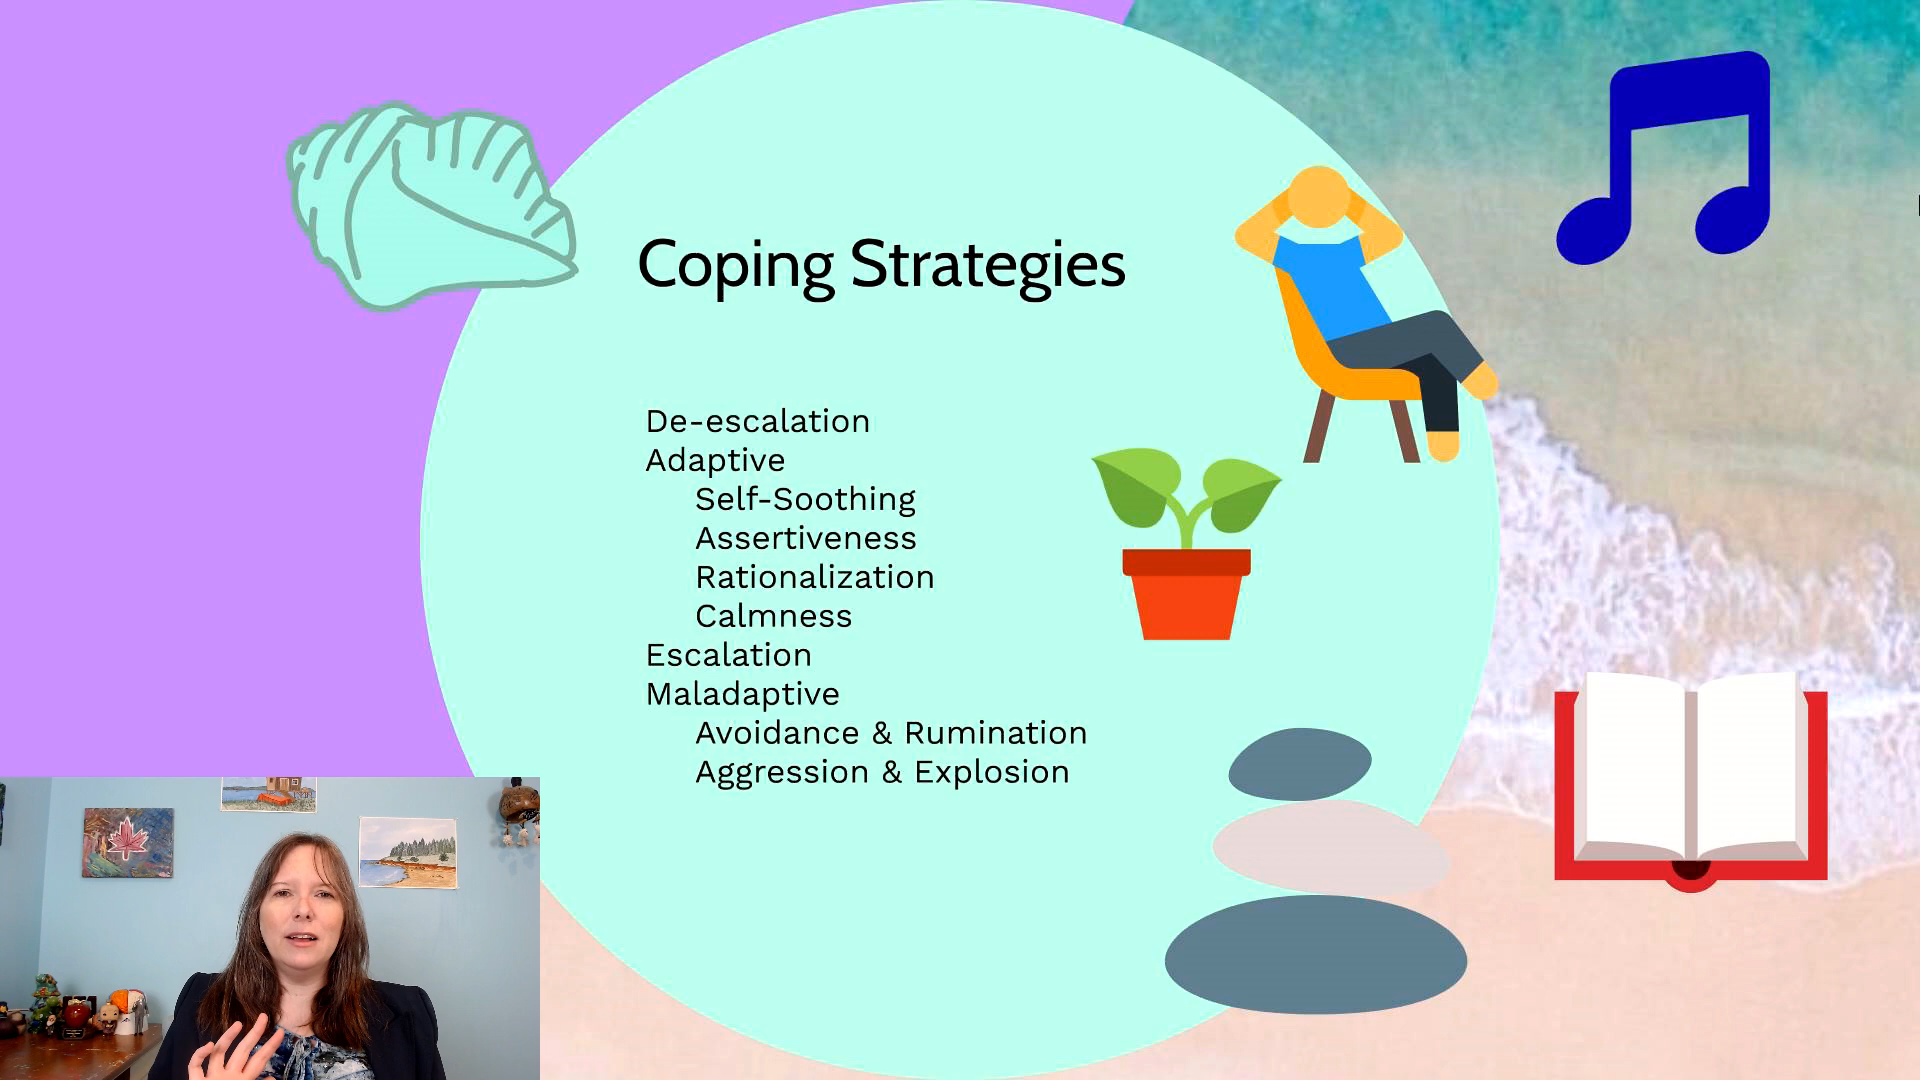 Coping Strategies
De-escalation
Adaptive
Self-Soothing
Assertiveness
Rationalization
Calmness
Escalation
Maladaptive
Avoidance & Rumination
Aggression & Explosion